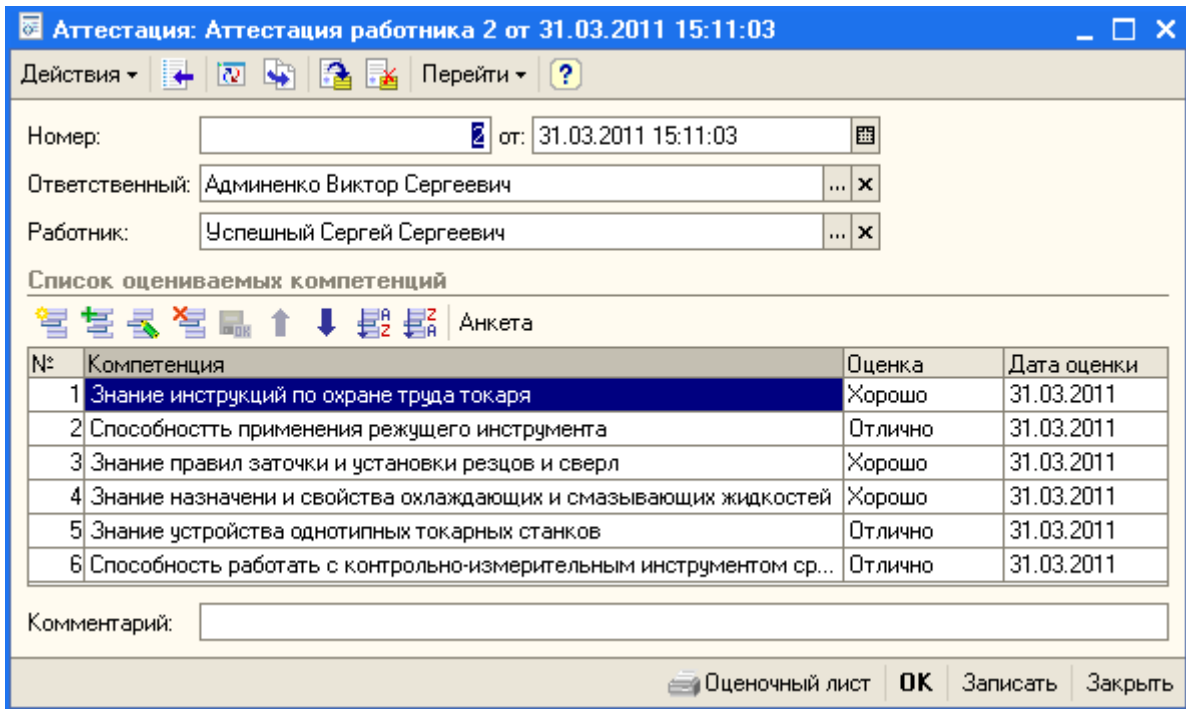 Аттестация: Аттестация работника 2 от 31.03.2011 15:11:03
Действия Перейти ?
Номер: 2 от: 31.03.2011 15:11:03
Ответственный: Админенко Виктор Сергеевич ... x
Работник: Успешный Сергей Сергеевич ... x
Список оцениваемых компетенций
Анкета
№ Компетенция Оценка Дата оценки
1 Знание инструкций по охране труда токаря Хорошо 31.03.2011
2 Способностть применения режущего инструмента Отлично 31.03.2011
3 Знание правил заточки и установки резцов и сверл Хорошо 31.03.2011
4 Знание назначени и свойства охлаждающих и смазывающих жидкостей Хорошо 31.03.2011
5 Знание устройства однотипных токарных станков Отлично 31.03.2011
6 Способность работать с контрольно-измерительным инструментом ср... Отлично 31.03.2011
Комментарий:
Оценочный лист OK Записать Закрыть